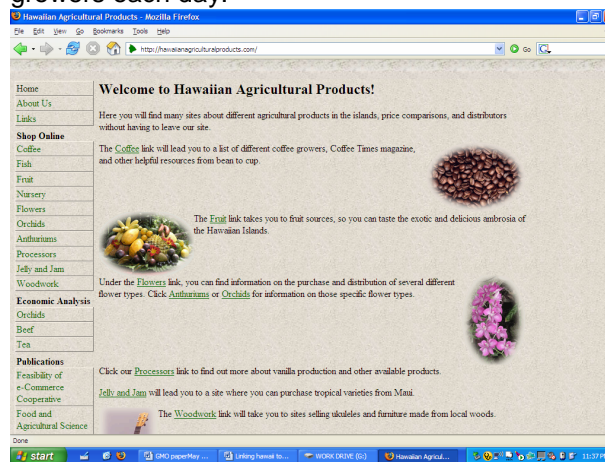 growers each day.
Hawaiian Agricultural Products - Mozilla Firefox
File Edit View Go Bookmarks Tools Help
http://hawaiianagriculturalproducts.com/
Go
Home
About Us
Links
Shop Online
Coffee
Fish
Fruit
Nursery
Flowers
Orchids
Anthuriums
Processors
Jelly and Jam
Woodwork
Economic Analysis
Orchids
Beef
Tea
Publications
Feasibility of
e-Commerce
Cooperative
Food and
Agricultural Science
Welcome to Hawaiian Agricultural Products!
Here you will find many sites about different agricultural products in the islands, price comparisons, and distributors
without having to leave our site.
The Coffee link will lead you to a list of different coffee growers, Coffee Times magazine,
and other helpful resources from bean to cup.
The Fruit link takes you to fruit sources, so you can taste the exotic and delicious ambrosia of
the Hawaiian Islands.
Under the Flowers link, you can find information on the purchase and distribution of several different
flower types. Click Anthuriums or Orchids for information on those specific flower types.
Click our Processors link to find out more about vanilla production and other available products.
Jelly and Jam will lead you to a site where you can purchase tropical varieties from Maui.
The Woodwork link will take you to sites selling ukuleles and furniture made from local woods.
Done
start
GMO paperMay ...
Linking hawaii to...
WORK DRIVE (G:)
Hawaiian Agricul...
11:37 PM